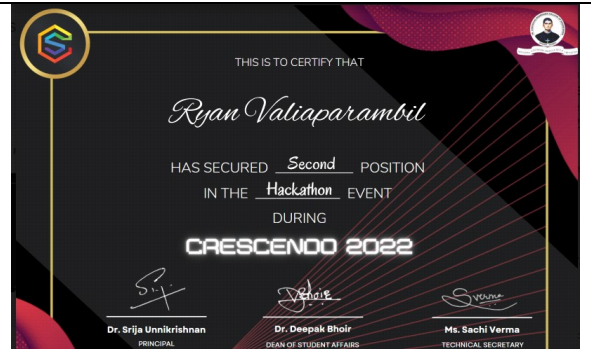 THIS IS TO CERTIFY THAT
Ryan Valiaparambil
HAS SECURED Second POSITION
IN THE Hackathon EVENT
DURING
CRESCENDO 2022
Dr. Srija Unnikrishnan
PRINCIPAL
Dr. Deepak Bhoir
DEAN OF STUDENT AFFAIRS
Ms. Sachi Verma
TECHNICAL SECRETARY